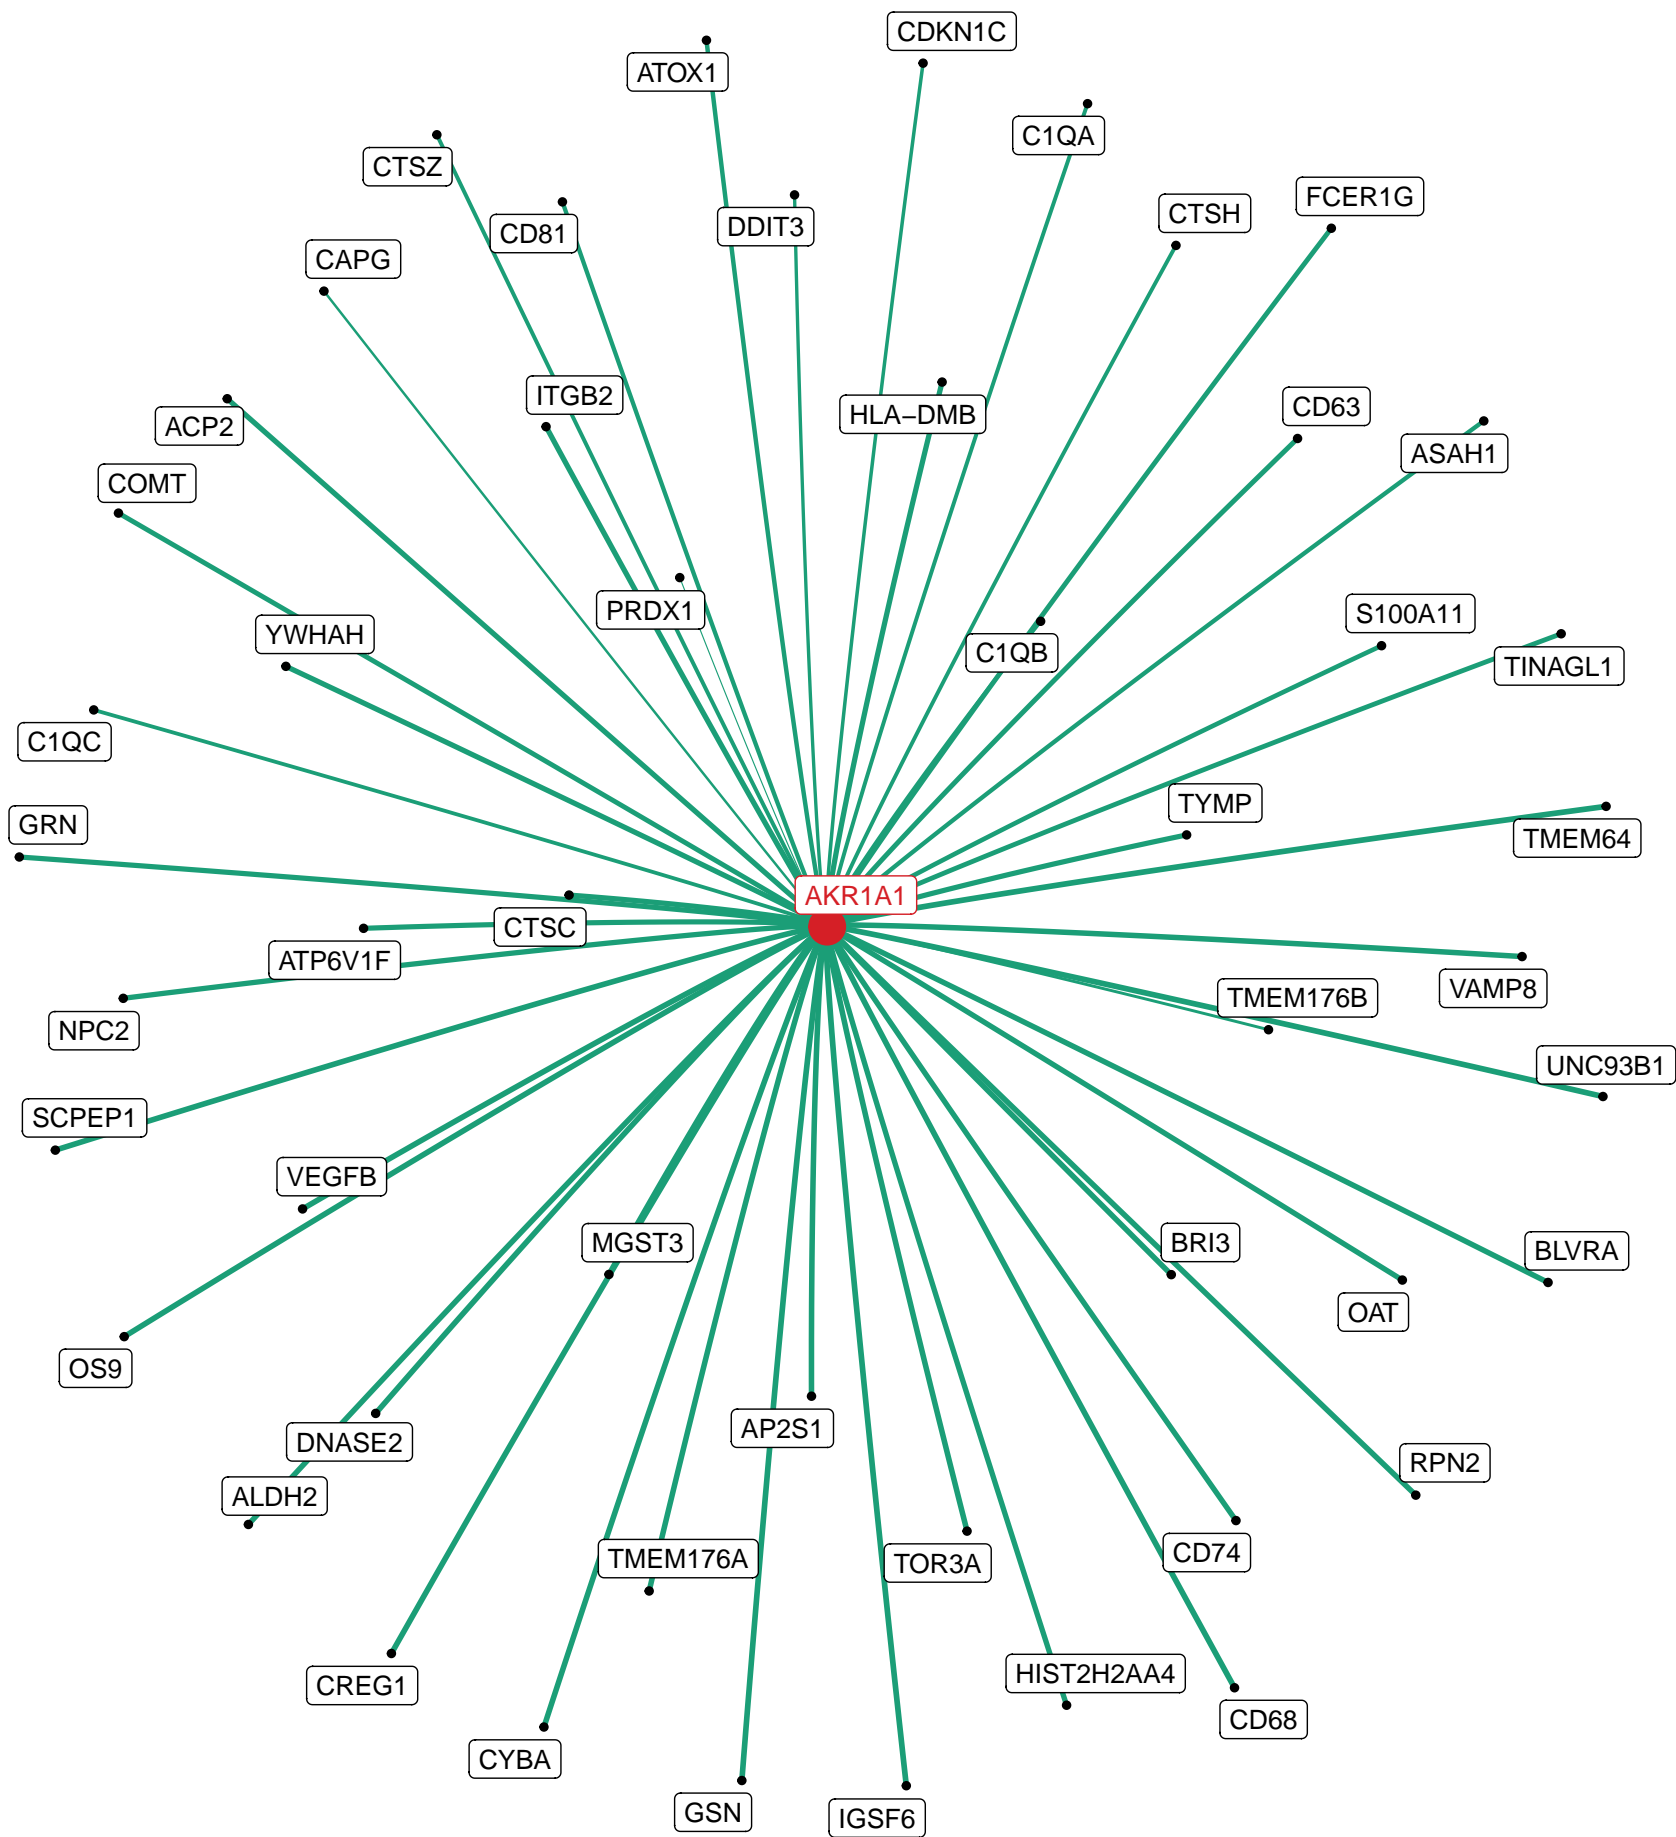 CDKN1C
ATOX1
C1QA
CTSZ
FCER1G
CTSH
DDIT3
CD81
CAPG
ITGB2
CD63
HLA−DMB
ACP2
ASAH1
COMT
S100A11
PRDX1
YWHAH
C1QB
TINAGL1
C1QC
TYMP
GRN
TMEM64
AKR1A1
CTSC
ATP6V1F
VAMP8
TMEM176B
NPC2
UNC93B1
SCPEP1
VEGFB
MGST3
BRI3
BLVRA
OAT
OS9
AP2S1
DNASE2
RPN2
ALDH2
CD74
TMEM176A
TOR3A
HIST2H2AA4
CREG1
CD68
CYBA
GSN
IGSF6